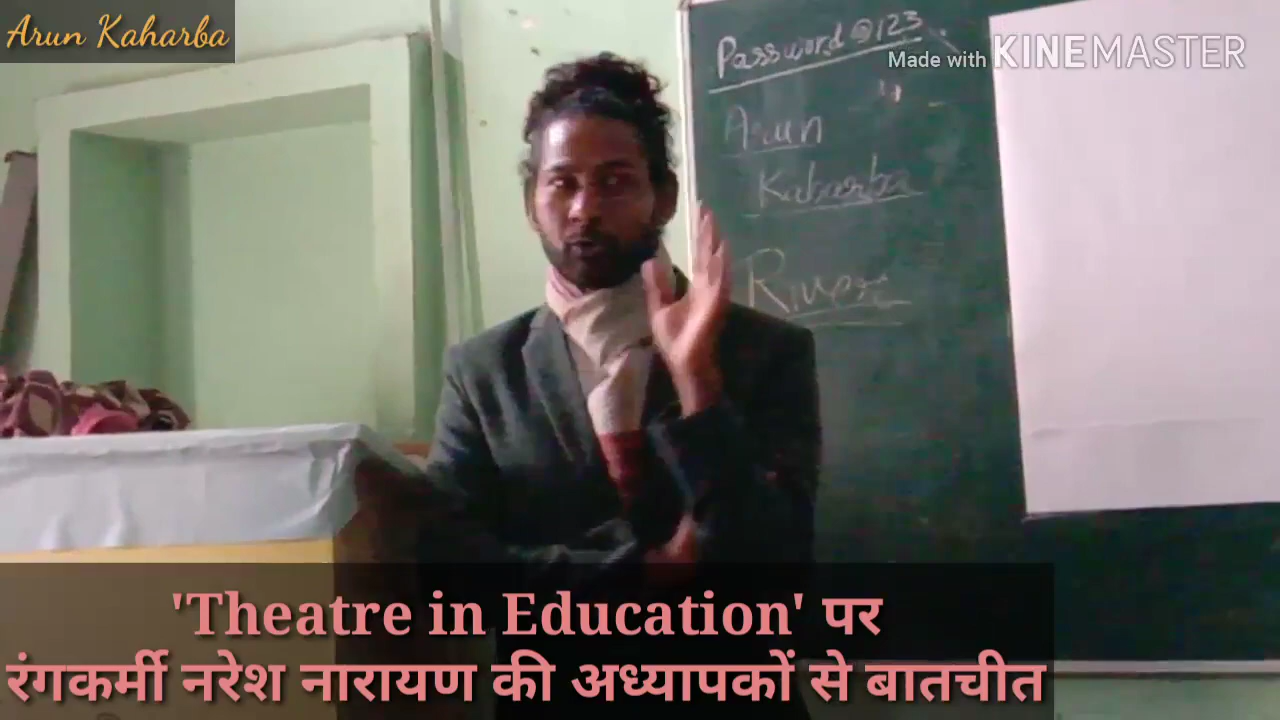 Arun Kaharba
Password@123
Made with KINEMASTER
Arun
Kaharba
River
'Theatre in Education' पर
रंगकर्मी नरेश नारायण की अध्यापकों से बातचीत